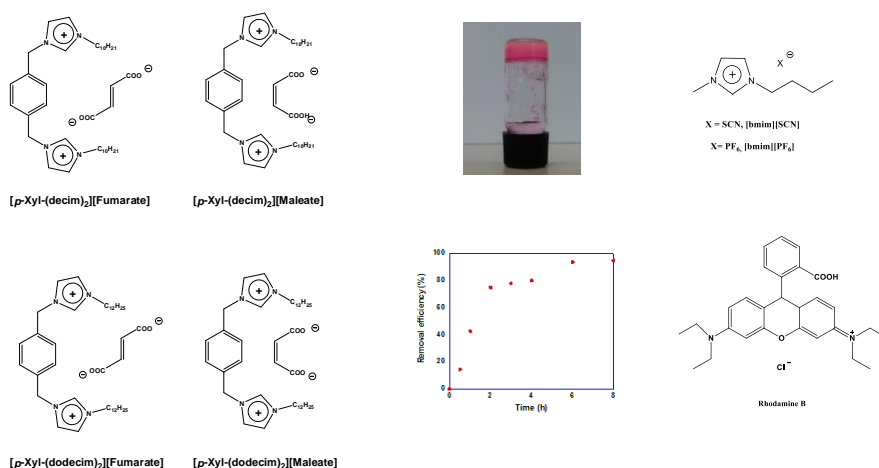 N + N C10H21
COO ⊖
⊖ OOC
N + N C10H21
[p-Xyl-(decim)2][Fumarate]
N + N C10H21
COO ⊖
COOH ⊖
N + N C10H21
[p-Xyl-(decim)2][Maleate]
X ⊖
N + N
X = SCN, [bmim][SCN]
X= PF6, [bmim][PF6]
N + N C12H25
COO ⊖
⊖ OOC
N + N C12H25
[p-Xyl-(dodecim)2][Fumarate]
N + N C12H25
COO ⊖
COO ⊖
N + N C12H25
[p-Xyl-(dodecim)2][Maleate]
Removal efficiency (%)
100
80
60
40
20
0
0 2 4 6 8
Time (h)
COOH
N O N+
Cl−
Rhodamine B